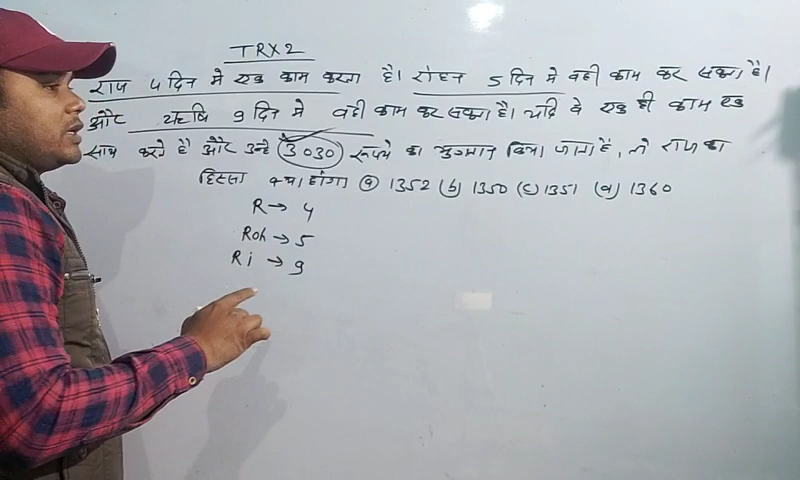 TRX2
राज 4 दिन मे एक काम करता है। रोहन 5 दिन मे वही काम कर सकता है।
और ऋषि 9 दिन मे वही काम कर सकता है। यदि वे एक ही काम एक
साथ करते है और उन्हे 3030 रूपये का भुगतान किया जाता है, तो राज का
हिस्सा क्या होगा (a) 1352 (b) 1350 (c) 1351 (d) 1360
R → 4
Roh → 5
Ri → 9